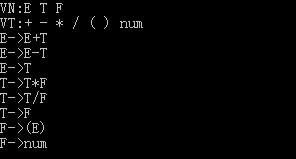 VN:E T F
VT:+ - * / ( ) num
E->E+T
E->E-T
E->T
T->T*F
T->T/F
T->F
F->(E)
F->num